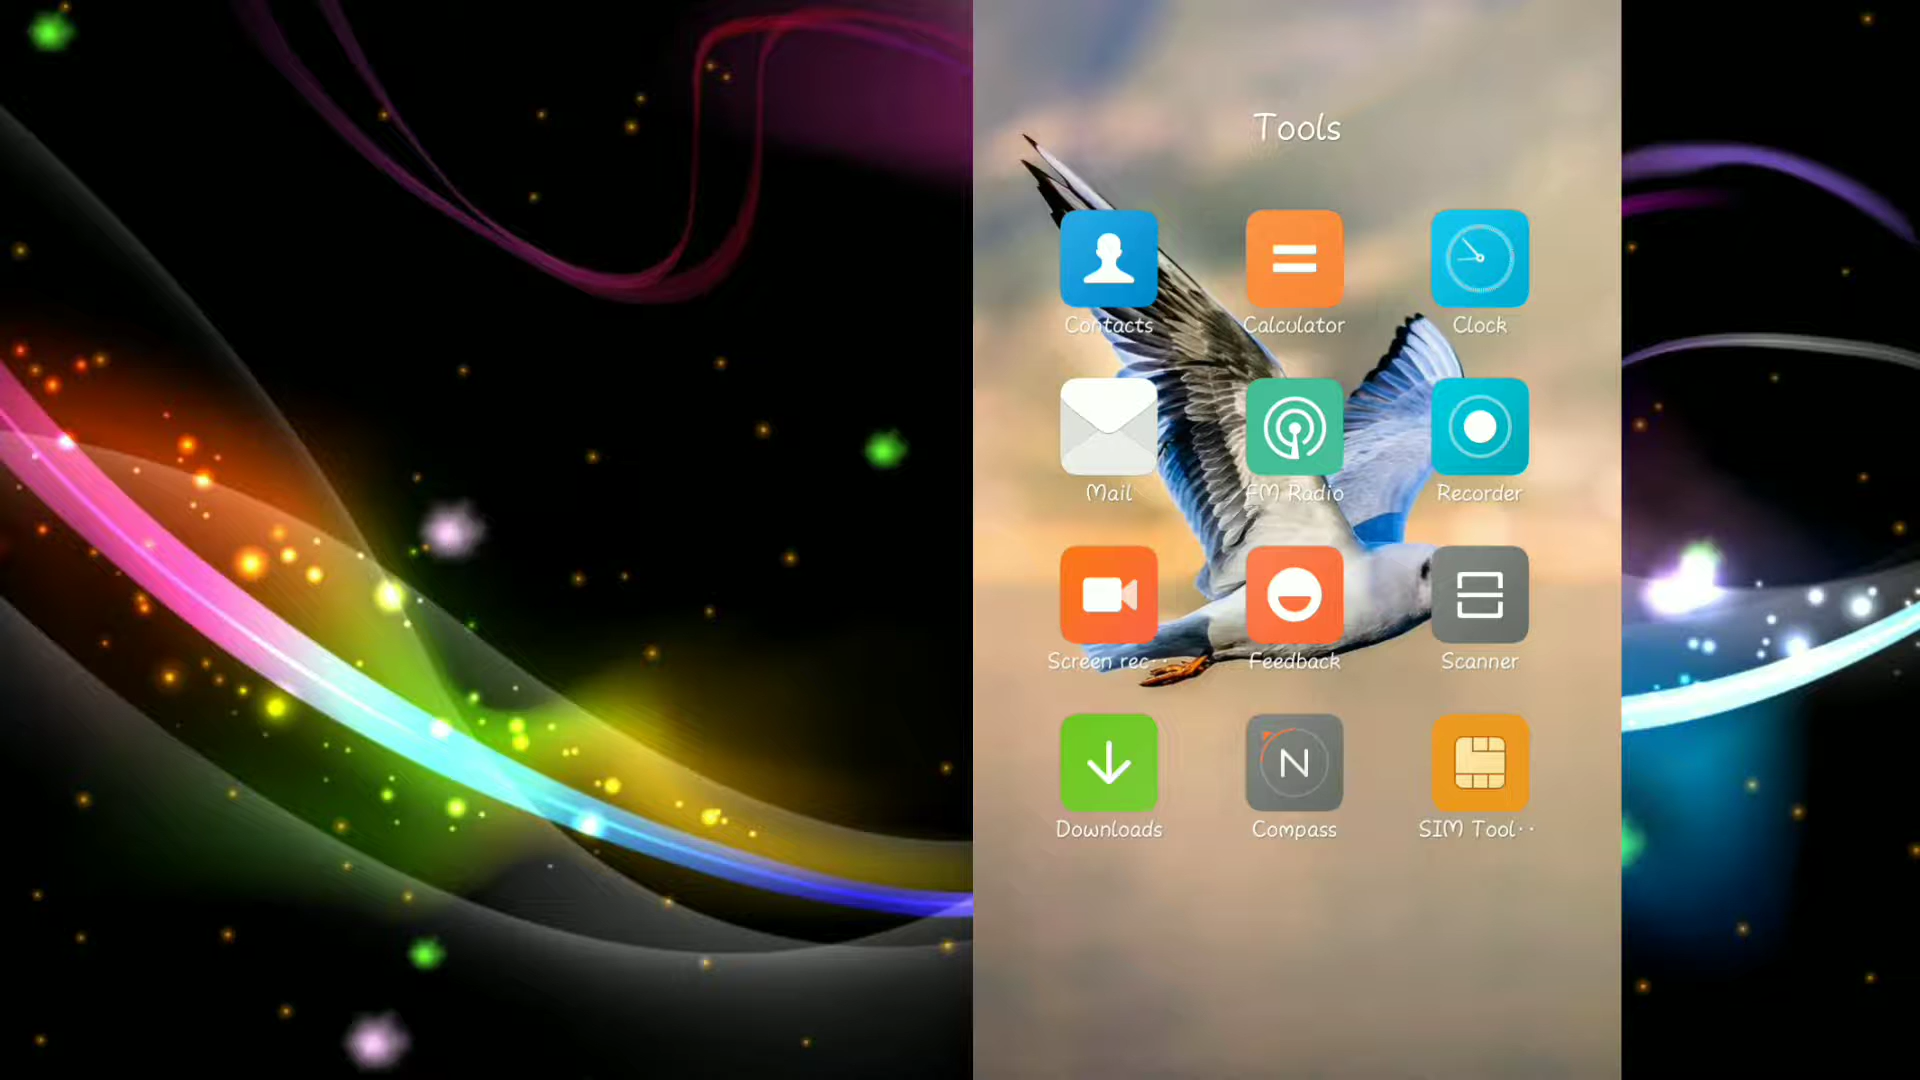 Tools
Contacts
Calculator
Clock
Mail
FM Radio
Recorder
Screen rec··
Feedback
Scanner
Downloads
N
Compass
SIM Tool··